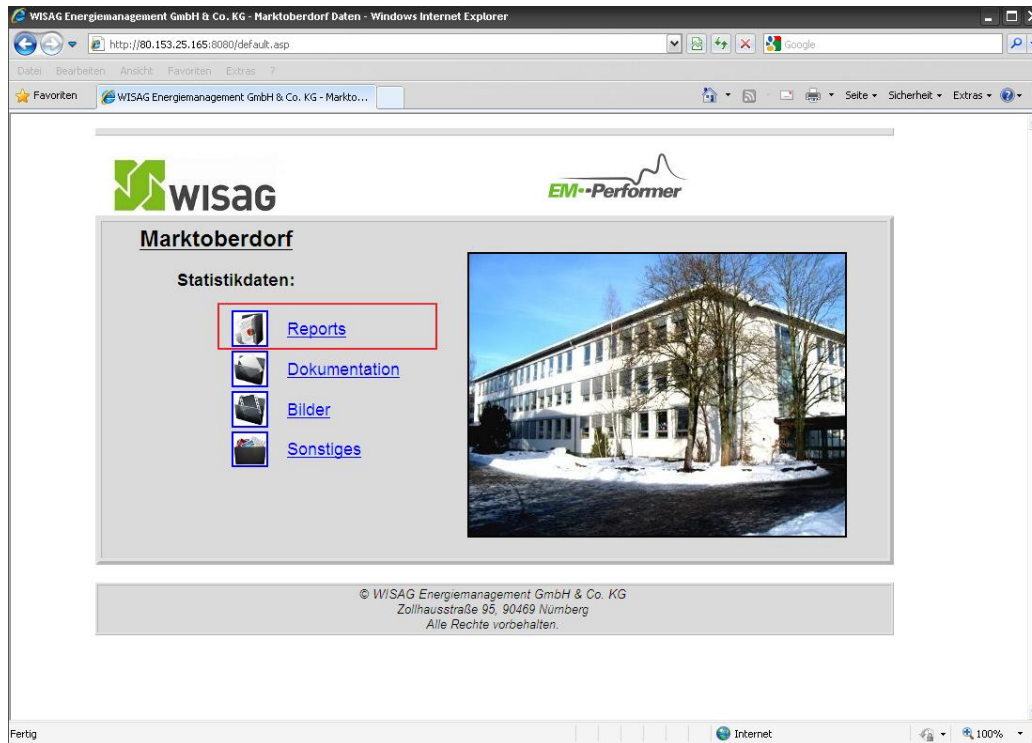 WISAG Energiemanagement GmbH & Co. KG - Marktoberdorf Daten - Windows Internet Explorer
http://80.153.25.165:8080/default.asp
Google
Datei Bearbeiten Ansicht Favoriten Extras ?
Favoriten WISAG Energiemanagement GmbH & Co. KG - Markto... Seite Sicherheit Extras
WISAG
EM-Performer
Marktoberdorf
Statistikdaten:
Reports
Dokumentation
Bilder
Sonstiges
© WISAG Energiemanagement GmbH & Co. KG
Zollhausstraße 95, 90469 Nürnberg
Alle Rechte vorbehalten.
Fertig Internet 100%